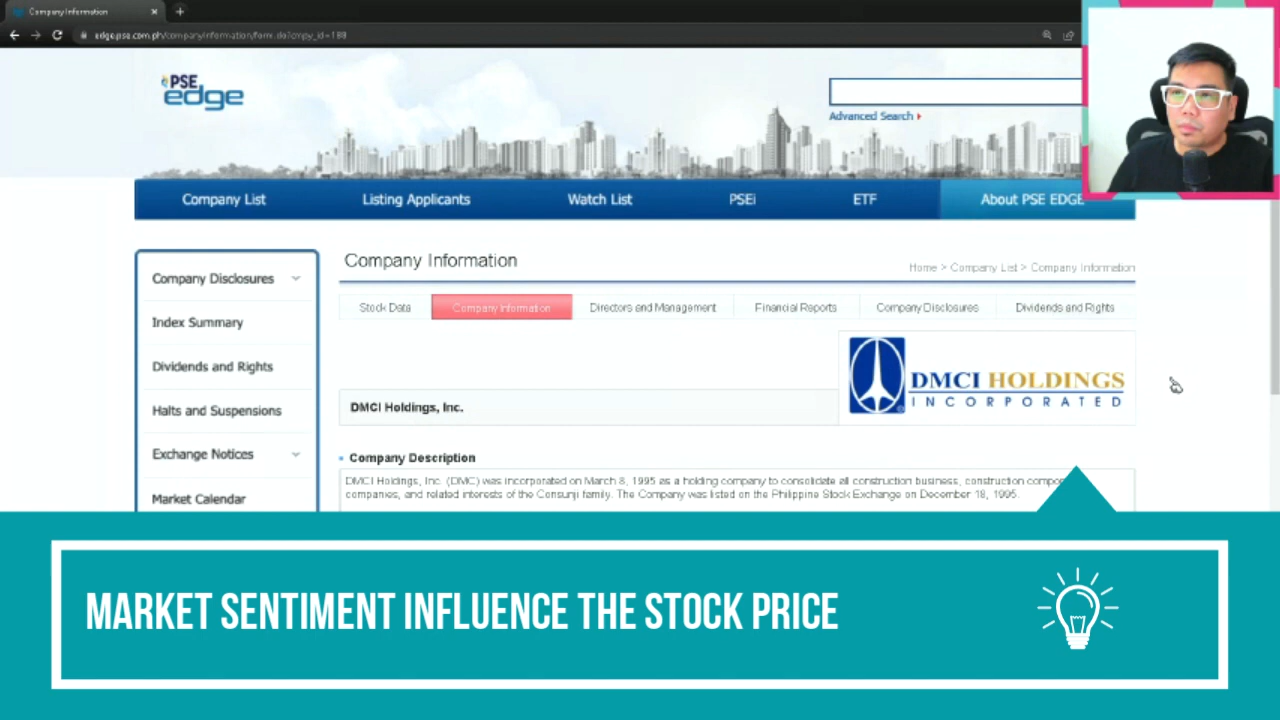 Company Information
edge.pse.com.ph/companyInformation/form.do?cmpy_id=188
PSE
edge
Advanced Search
Company List
Listing Applicants
Watch List
PSEi
ETF
About PSE EDGE
Company Disclosures
Index Summary
Dividends and Rights
Halts and Suspensions
Exchange Notices
Market Calendar
Company Information
Home > Company List > Company Information
Stock Data
Company Information
Directors and Management
Financial Reports
Company Disclosures
Dividends and Rights
DMCI HOLDINGS
INCORPORATED
DMCI Holdings, Inc.
Company Description
DMCI Holdings, Inc. (DMC) was incorporated on March 8, 1995 as a holding company to consolidate all construction business, construction
companies, and related interests of the Consunji family. The Company was listed on the Philippine Stock Exchange on December 18, 1995.
MARKET SENTIMENT INFLUENCE THE STOCK PRICE